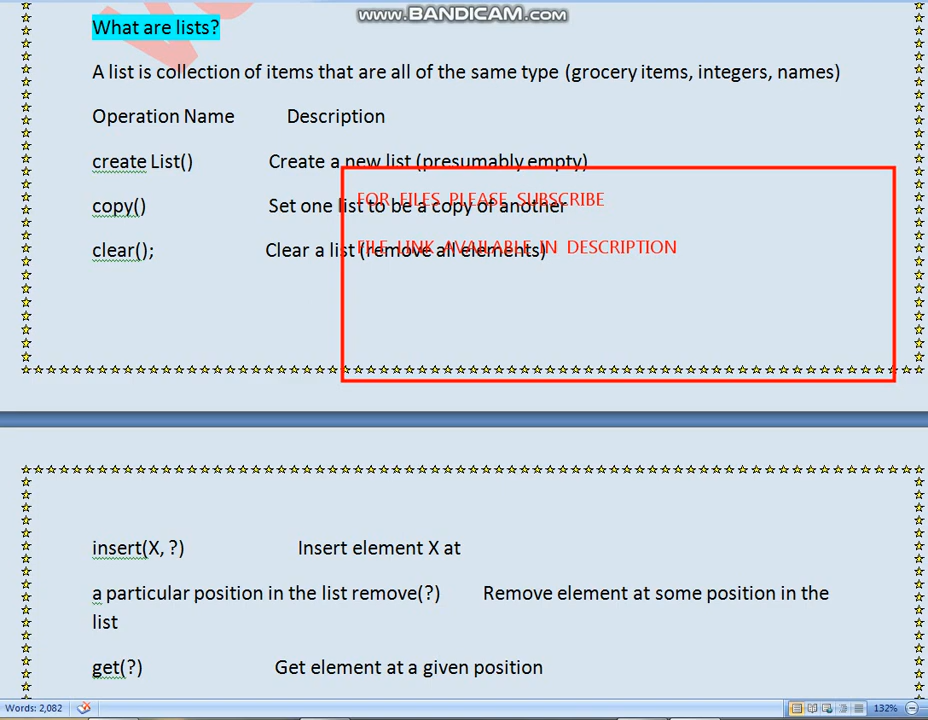 www.BANDICAM.com
What are lists?
A list is collection of items that are all of the same type (grocery items, integers, names)
Operation Name Description
create List() Create a new list (presumably empty)
FOR FILES PLEASE SUBSCRIBE
copy() Set one list to be a copy of another
FILE LINK AVAILABLE IN DESCRIPTION
clear(); Clear a list (remove all elements)
insert(X, ?) Insert element X at
a particular position in the list remove(?) Remove element at some position in the
list
get(?) Get element at a given position
Words: 2,082 132%